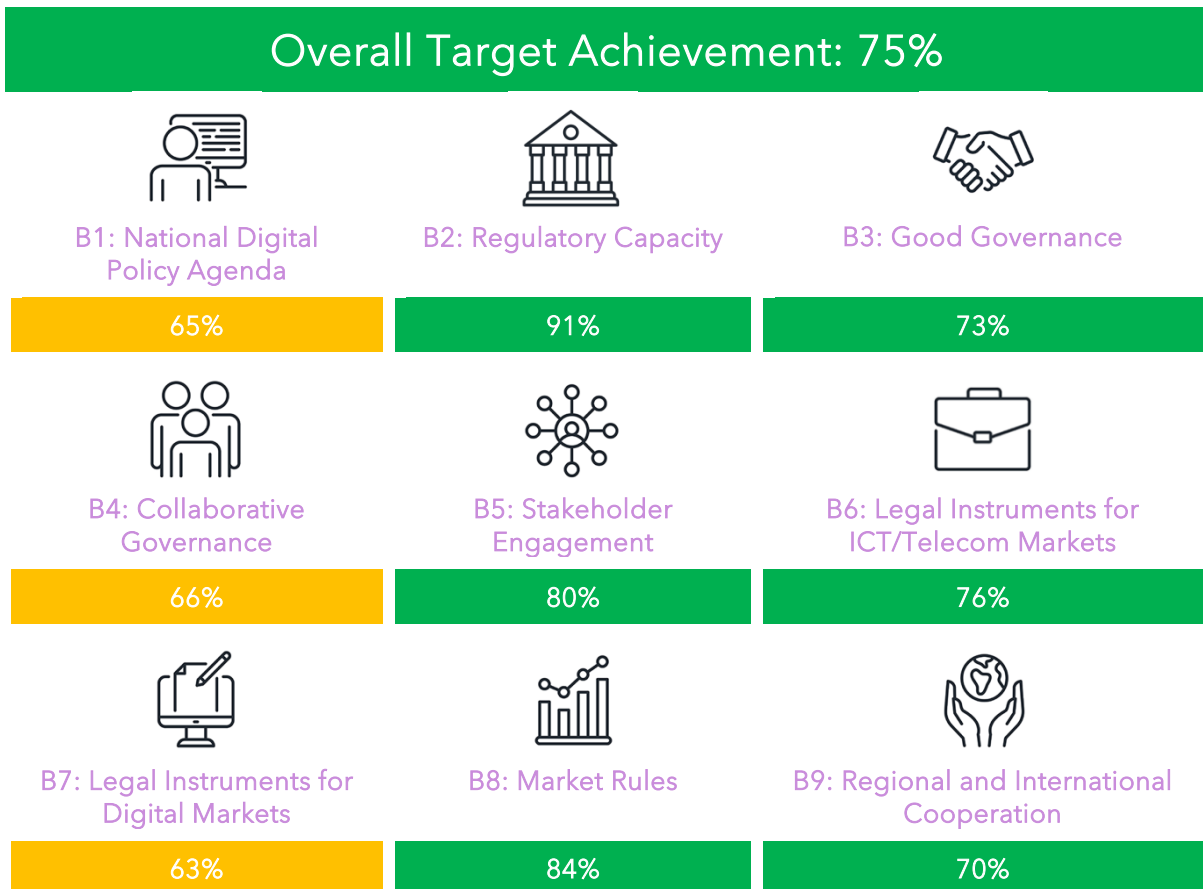 Overall Target Achievement: 75%
B1: National Digital
Policy Agenda
65%
B2: Regulatory Capacity
91%
B3: Good Governance
73%
B4: Collaborative
Governance
66%
B5: Stakeholder
Engagement
80%
B6: Legal Instruments for
ICT/Telecom Markets
76%
B7: Legal Instruments for
Digital Markets
63%
B8: Market Rules
84%
B9: Regional and International
Cooperation
70%